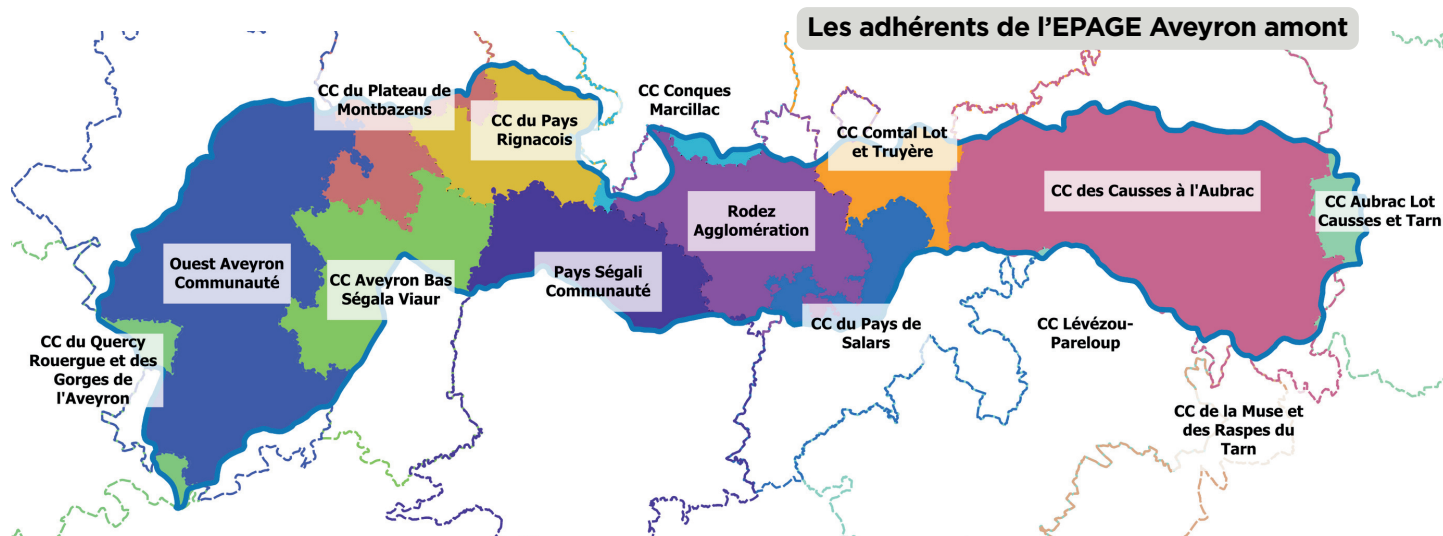 Les adhérents de l'EPAGE Aveyron amont
CC du Plateau de
Montbazens
CC du Pays
Rignacois
CC Conques
Marcillac
CC Comtal Lot
et Truyère
CC des Causses à l'Aubrac
CC Aubrac Lot
Causses et Tarn
Rodez
Agglomération
Ouest Aveyron
Communauté
CC Aveyron Bas
Ségala Viaur
Pays Ségali
Communauté
CC du Pays de
Salars
CC Lévézou-
Pareloup
CC du Quercy
Rouergue et des
Gorges de
l'Aveyron
CC de la Muse et
des Raspes du
Tarn